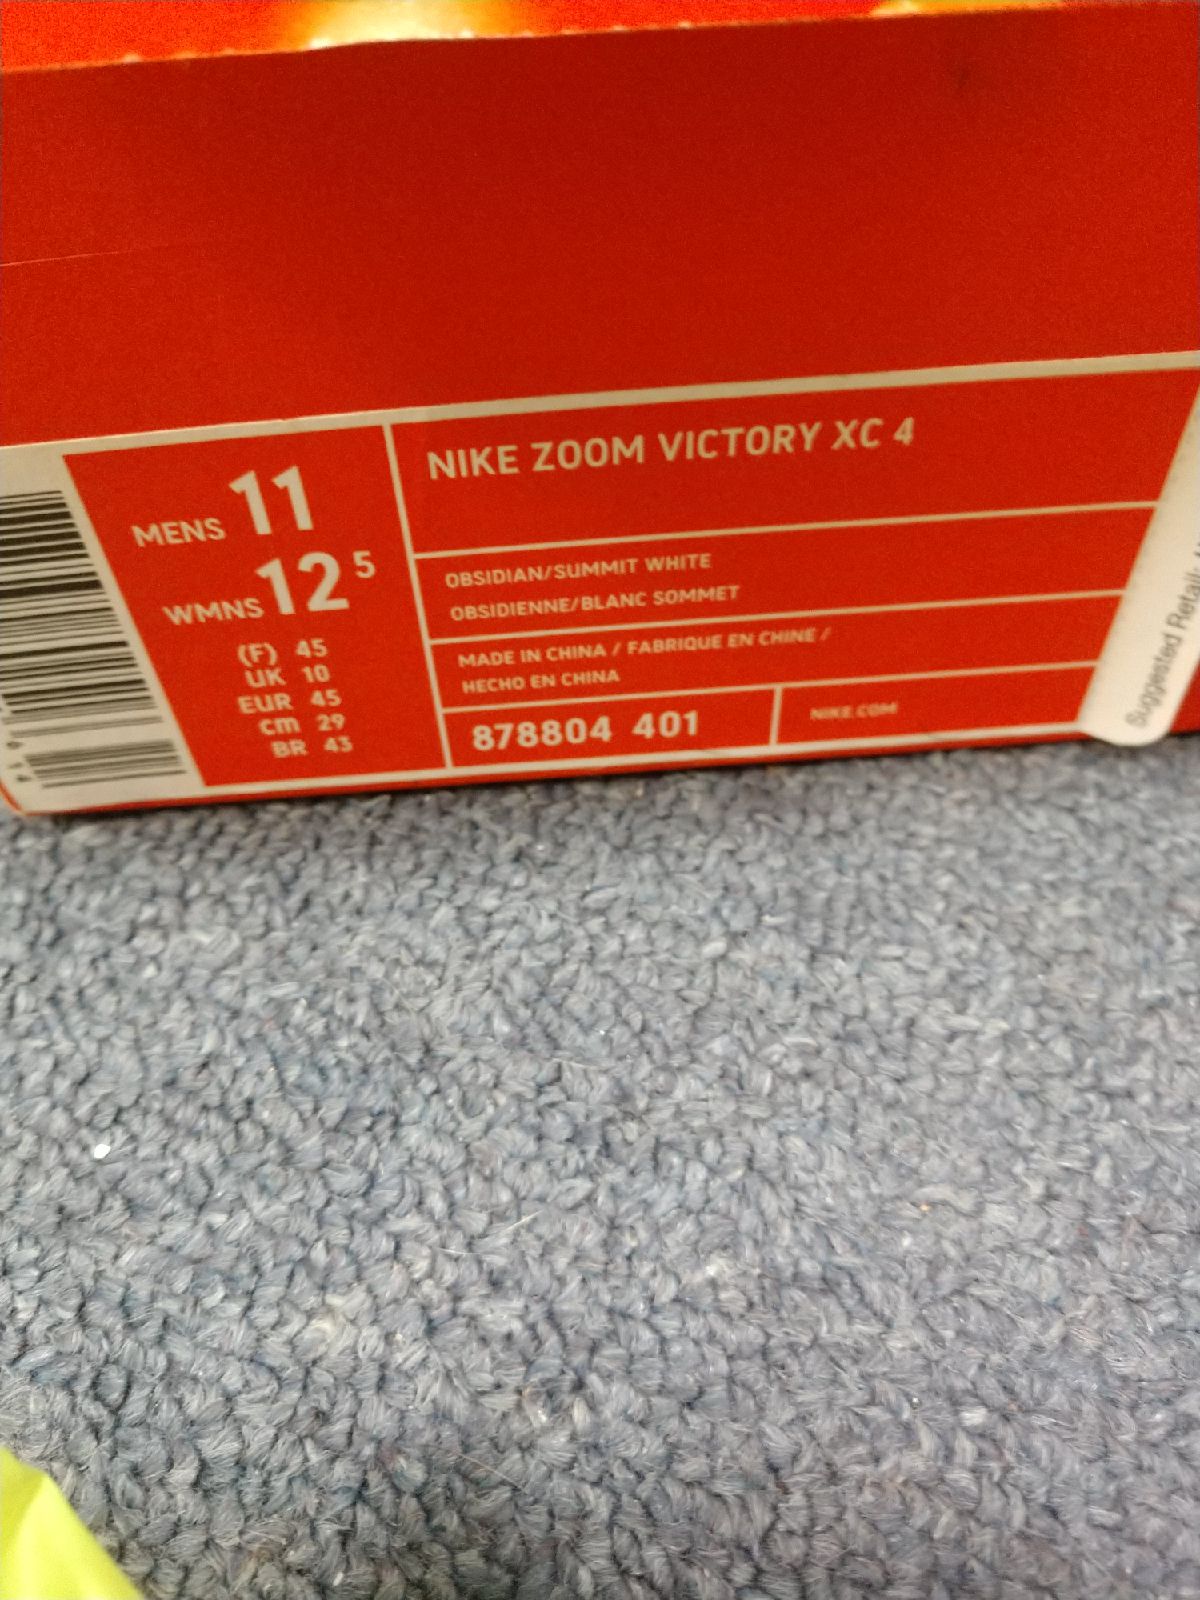 MENS 11
WMNS 12 5
(F) 45
UK 10
EUR 45
cm 29
BR 43
NIKE ZOOM VICTORY XC 4
OBSIDIAN/SUMMIT WHITE
OBSIDIENNE/BLANC SOMMET
MADE IN CHINA / FABRIQUE EN CHINE /
HECHO EN CHINA
878804 401
NIKE.COM
Suggested Retail: